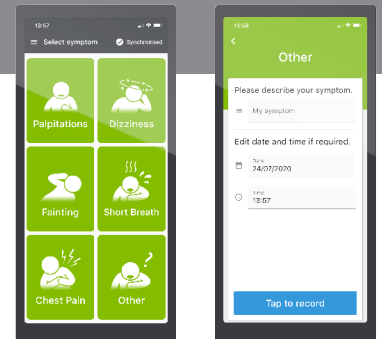 13:57
Select symptom
Synchronised
Palpitations
Dizziness
Fainting
Short Breath
Chest Pain
Other
?
13:58
Other
Please describe your symptom.
My symptom
Edit date and time if required.
Date
24/07/2020
Time
13:57
Tap to record